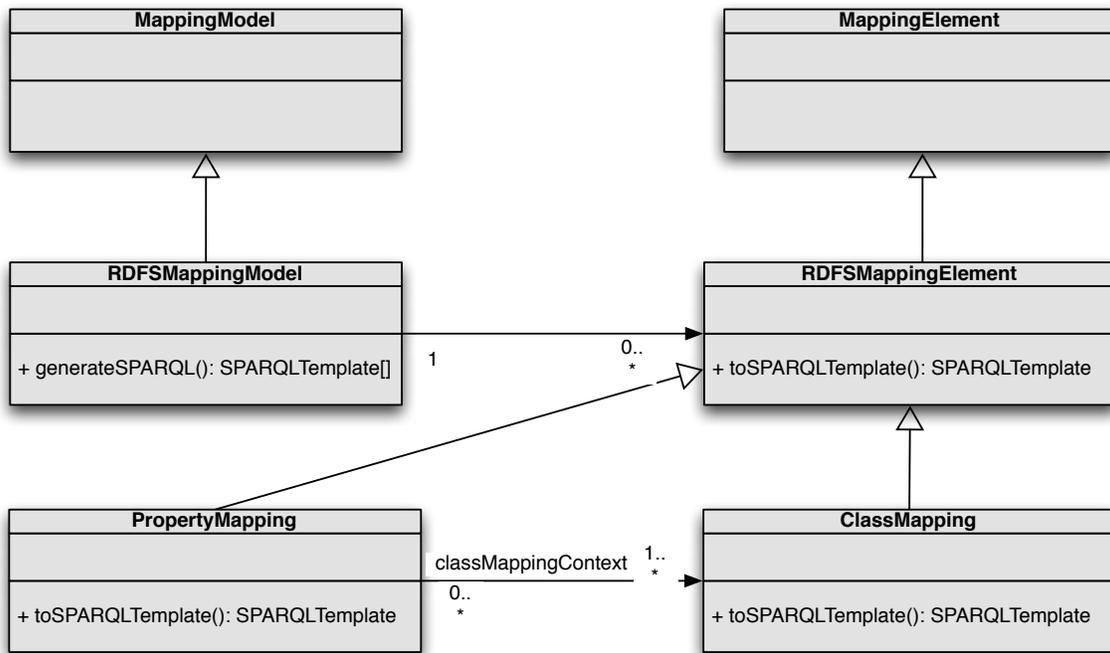 MappingModel
MappingElement
RDFSMappingModel
RDFSMappingElement
+ generateSPARQL(): SPARQLTemplate[]
1
0..
*
+ toSPARQLTemplate(): SPARQLTemplate
PropertyMapping
ClassMapping
classMappingContext
1..
*
0..
*
+ toSPARQLTemplate(): SPARQLTemplate
+ toSPARQLTemplate(): SPARQLTemplate